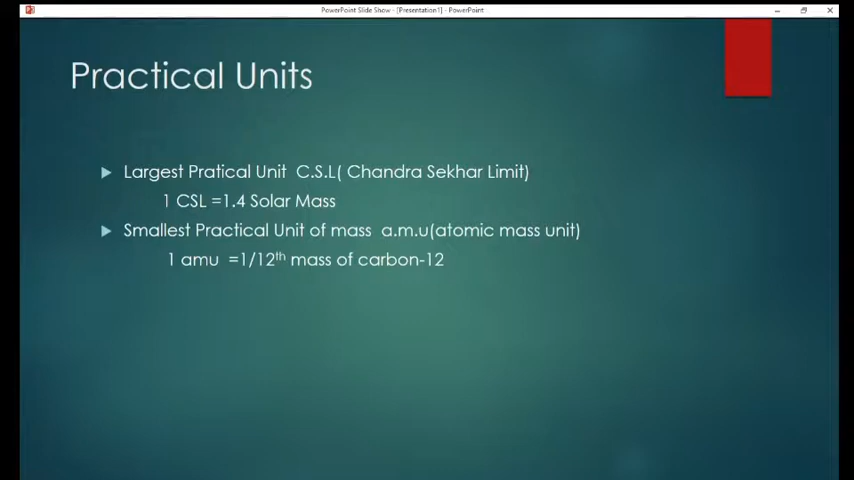 PowerPoint Slide Show - [Presentation1] - PowerPoint
Practical Units
Largest Pratical Unit C.S.L( Chandra Sekhar Limit)
1 CSL =1.4 Solar Mass
Smallest Practical Unit of mass a.m.u(atomic mass unit)
1 amu =1/12th mass of carbon-12